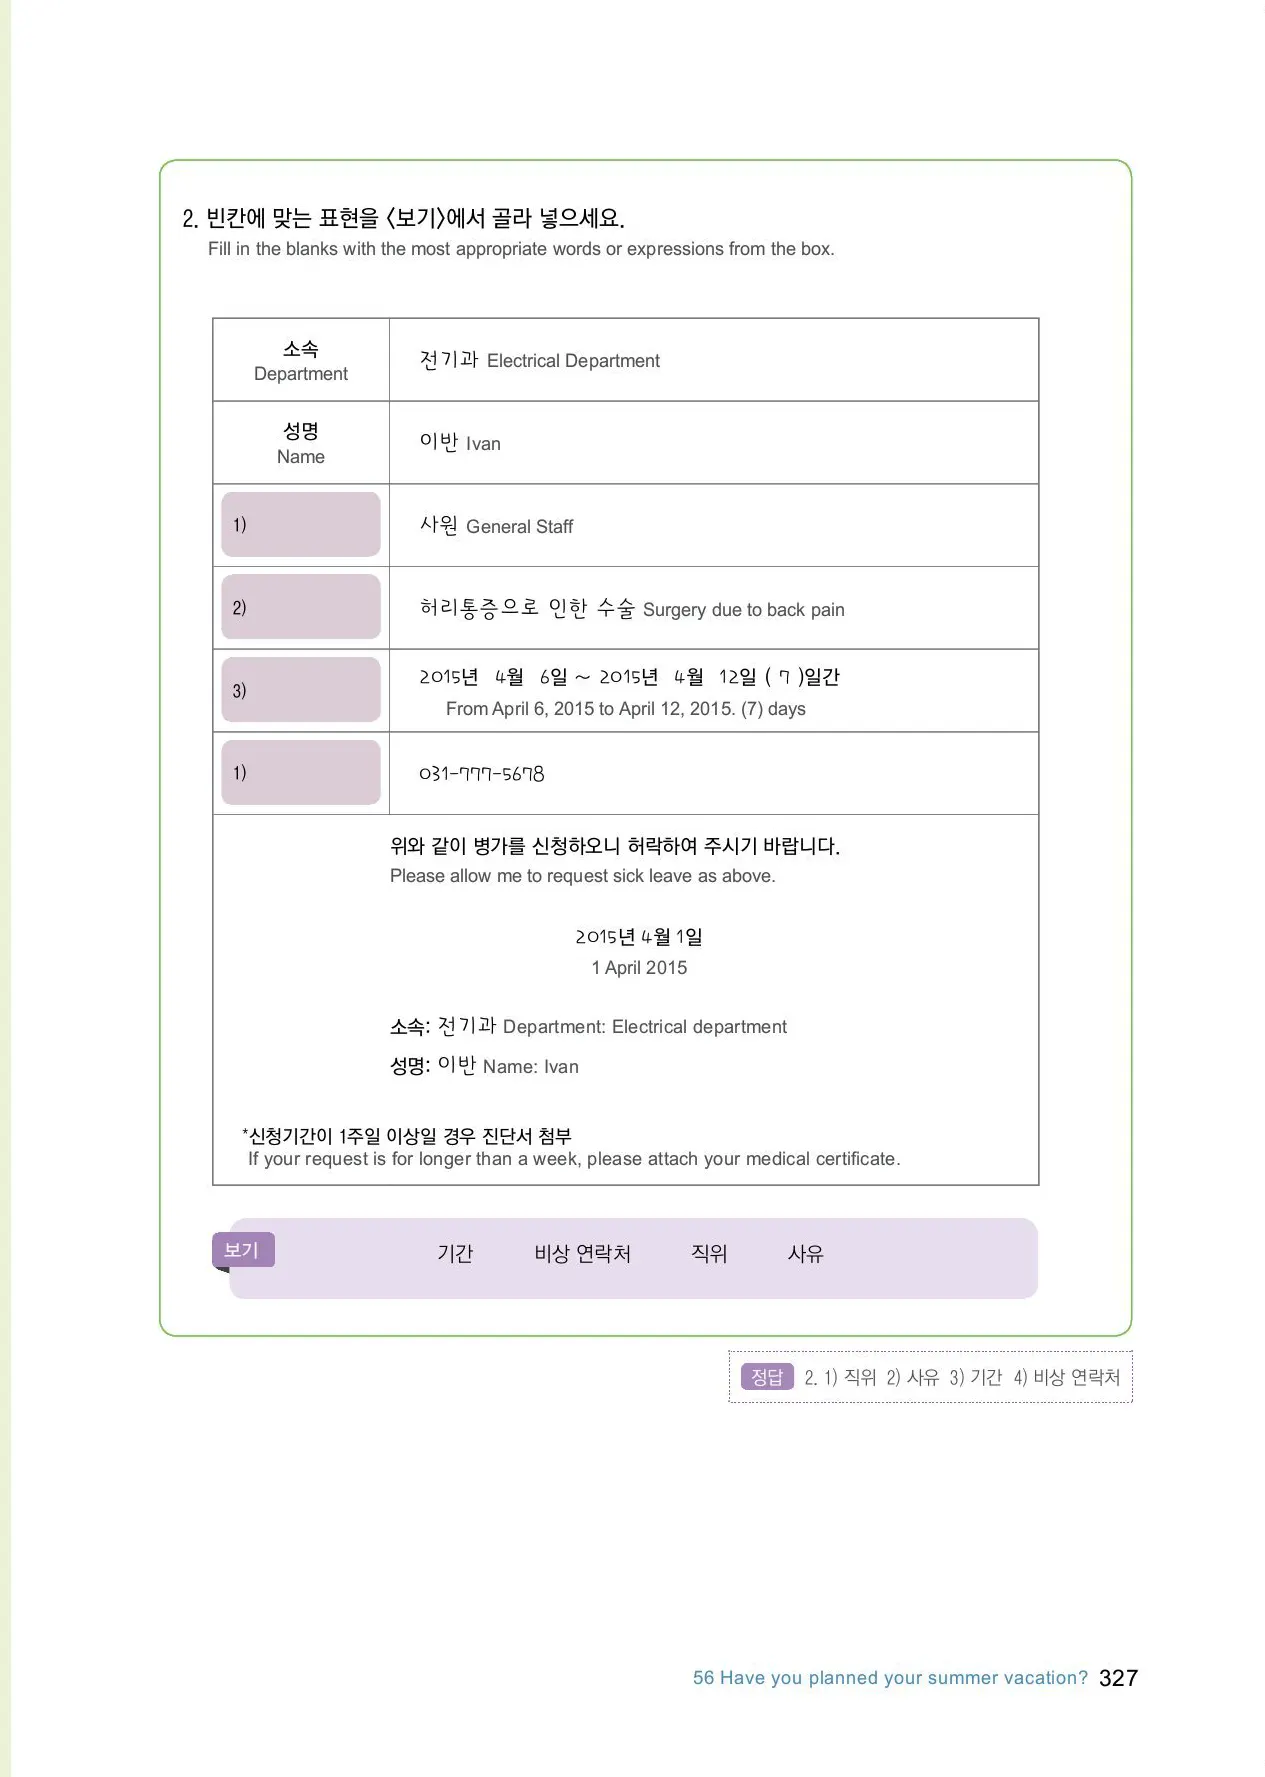 2. 빈칸에 맞는 표현을 <보기>에서 골라 넣으세요.
Fill in the blanks with the most appropriate words or expressions from the box.
소속
Department
전기과 Electrical Department
성명
Name
이반 Ivan
1)
사원 General Staff
2)
허리통증으로 인한 수술 Surgery due to back pain
3)
2015년 4월 6일 ~ 2015년 4월 12일 ( 7 )일간
From April 6, 2015 to April 12, 2015. (7) days
1)
031-777-5678
위와 같이 병가를 신청하오니 허락하여 주시기 바랍니다.
Please allow me to request sick leave as above.
2015년 4월 1일
1 April 2015
소속: 전기과 Department: Electrical department
성명: 이반 Name: Ivan
*신청기간이 1주일 이상일 경우 진단서 첨부
If your request is for longer than a week, please attach your medical certificate.
보기 기간 비상 연락처 직위 사유
정답 2. 1) 직위 2) 사유 3) 기간 4) 비상 연락처
56 Have you planned your summer vacation? 327